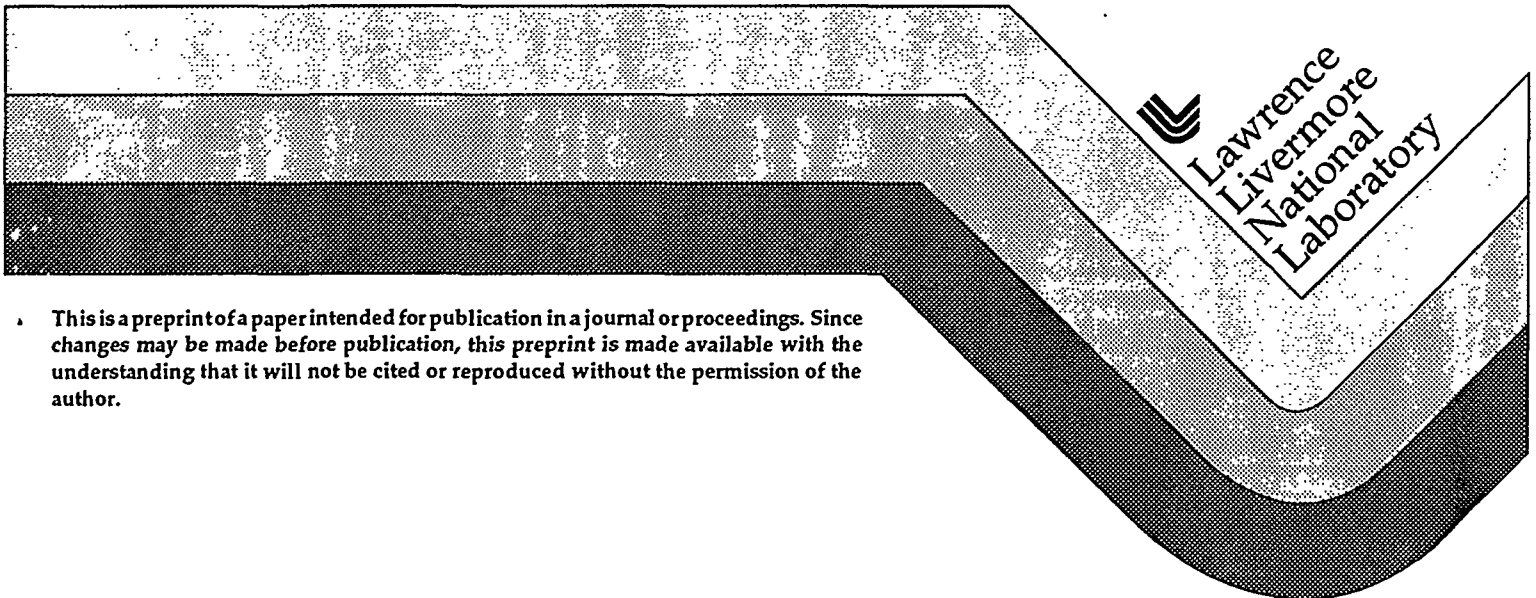 Lawrence
Livermore
National
Laboratory
This is a preprint of a paper intended for publication in a journal or proceedings. Since
changes may be made before publication, this preprint is made available with the
understanding that it will not be cited or reproduced without the permission of the
author.